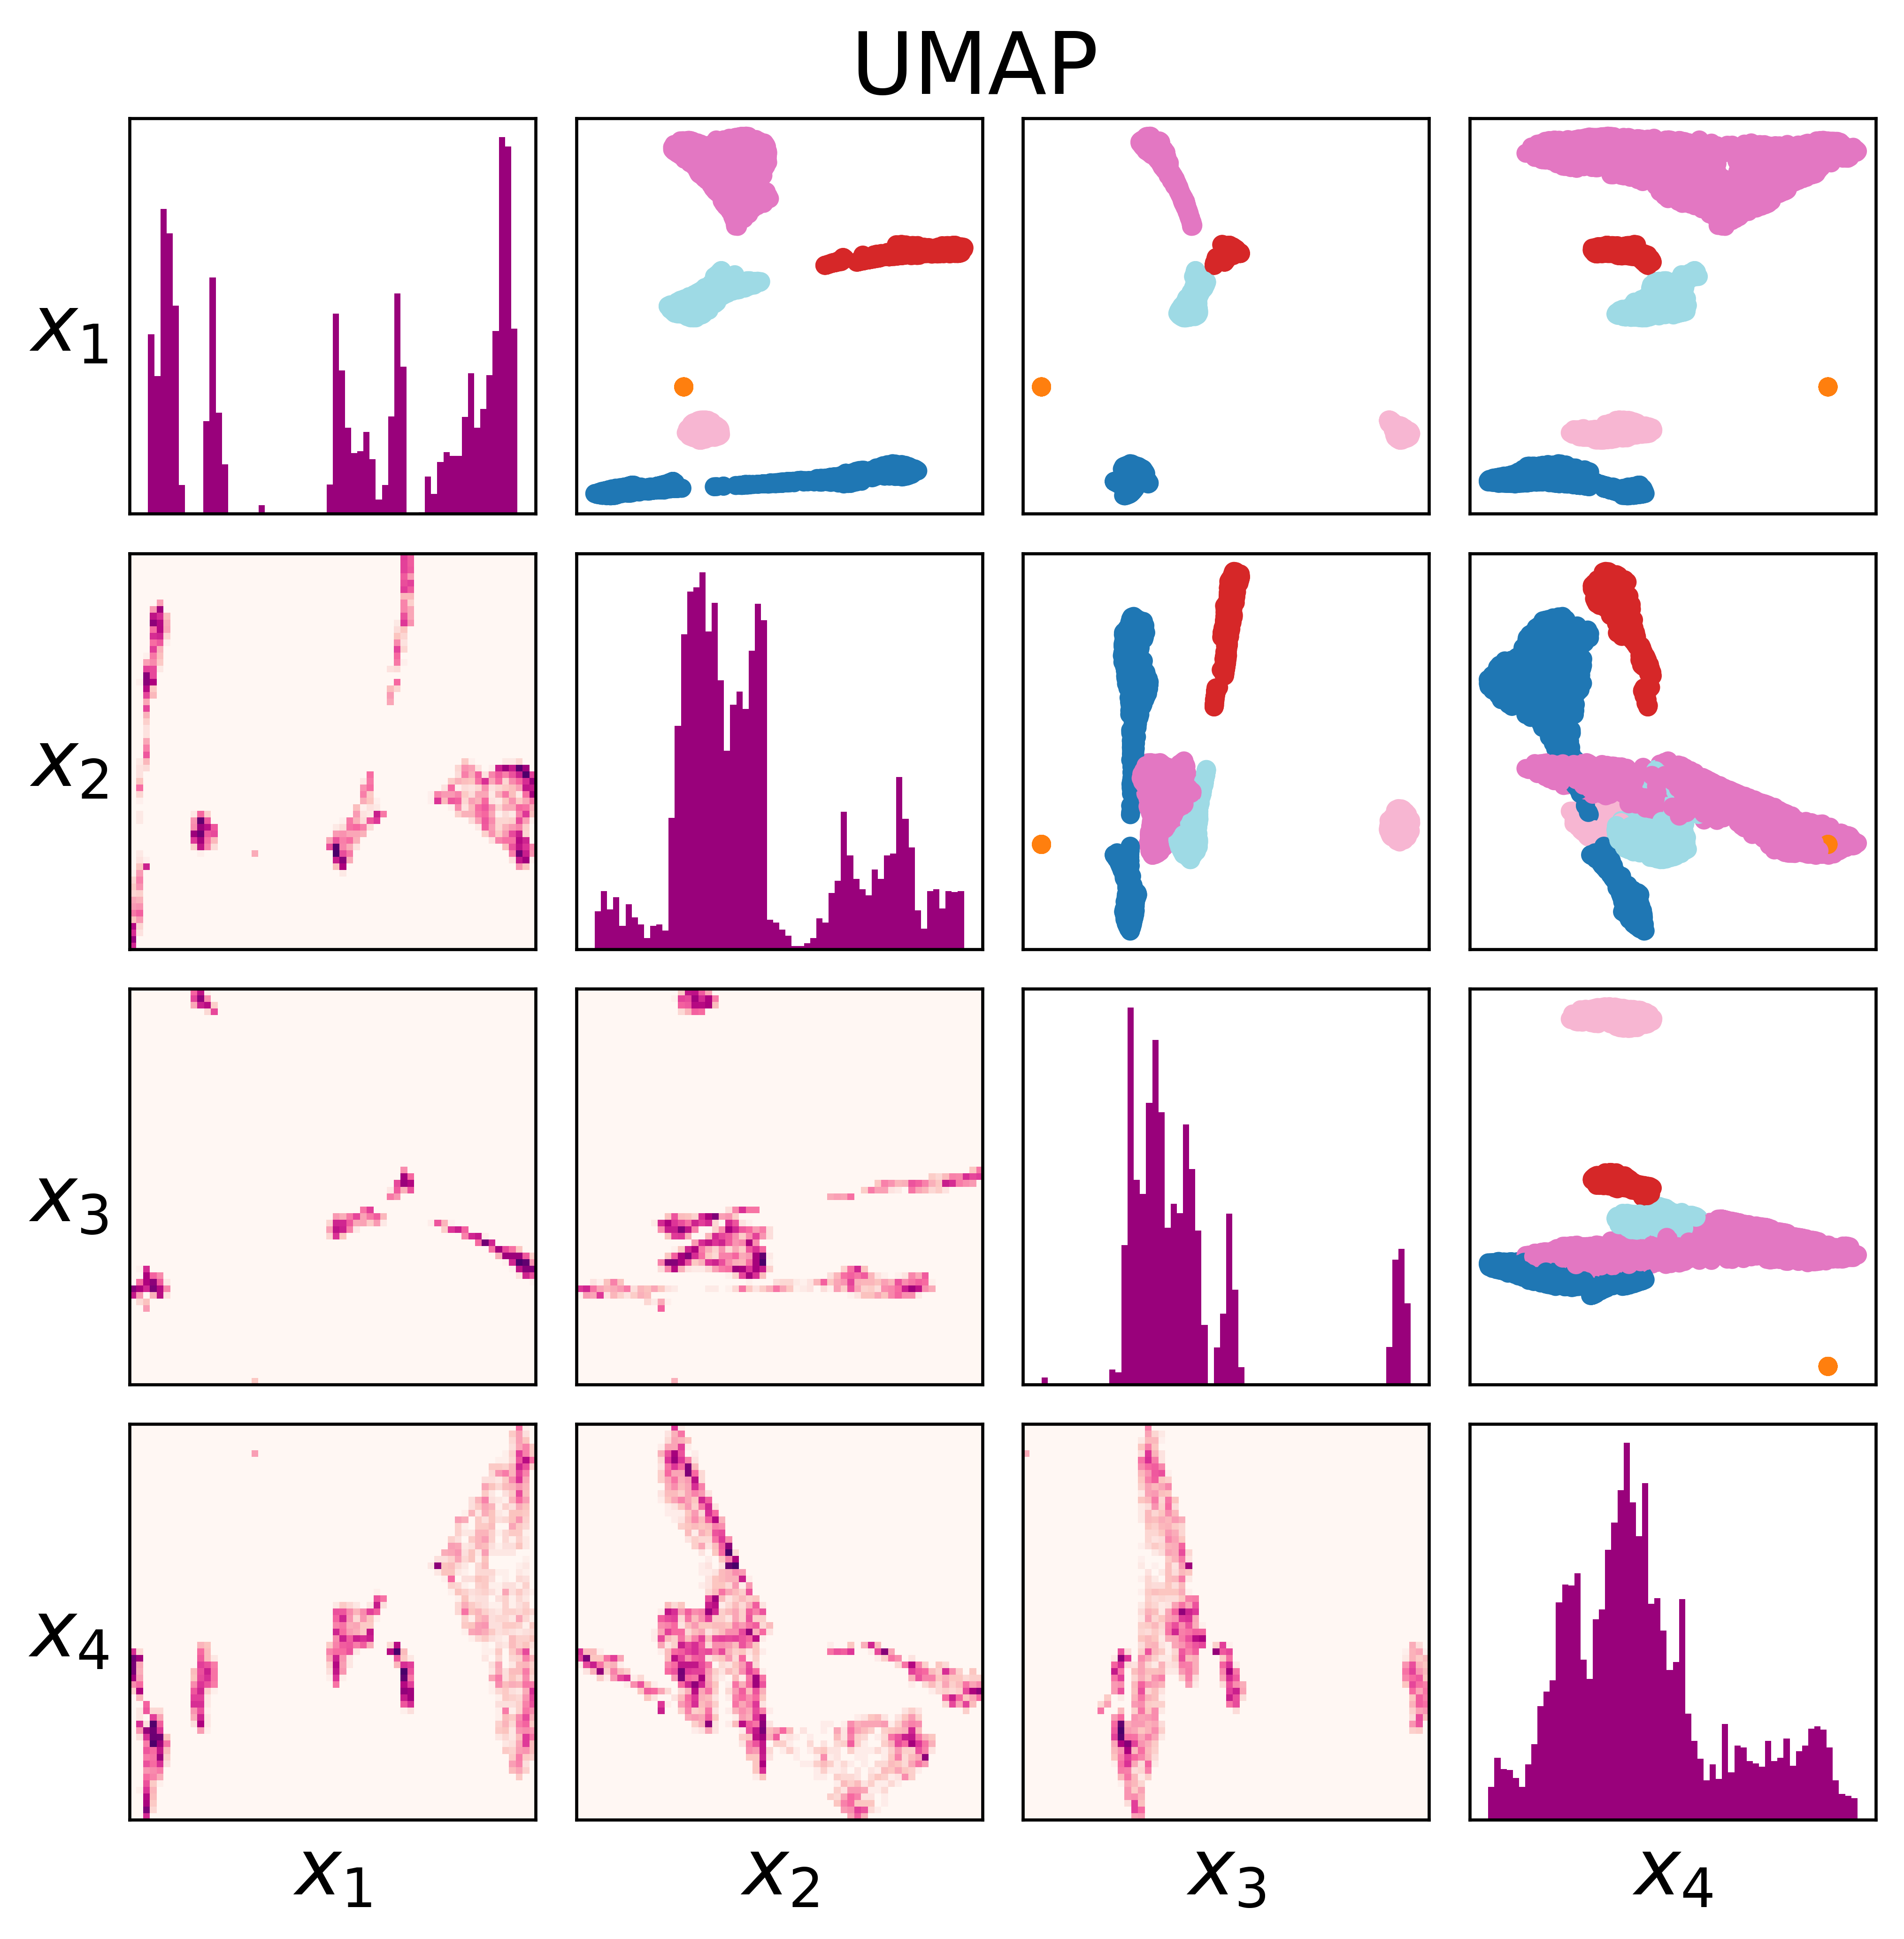 UMAP
x₁
x₂
x₃
x₄
x₁ x₂ x₃ x₄